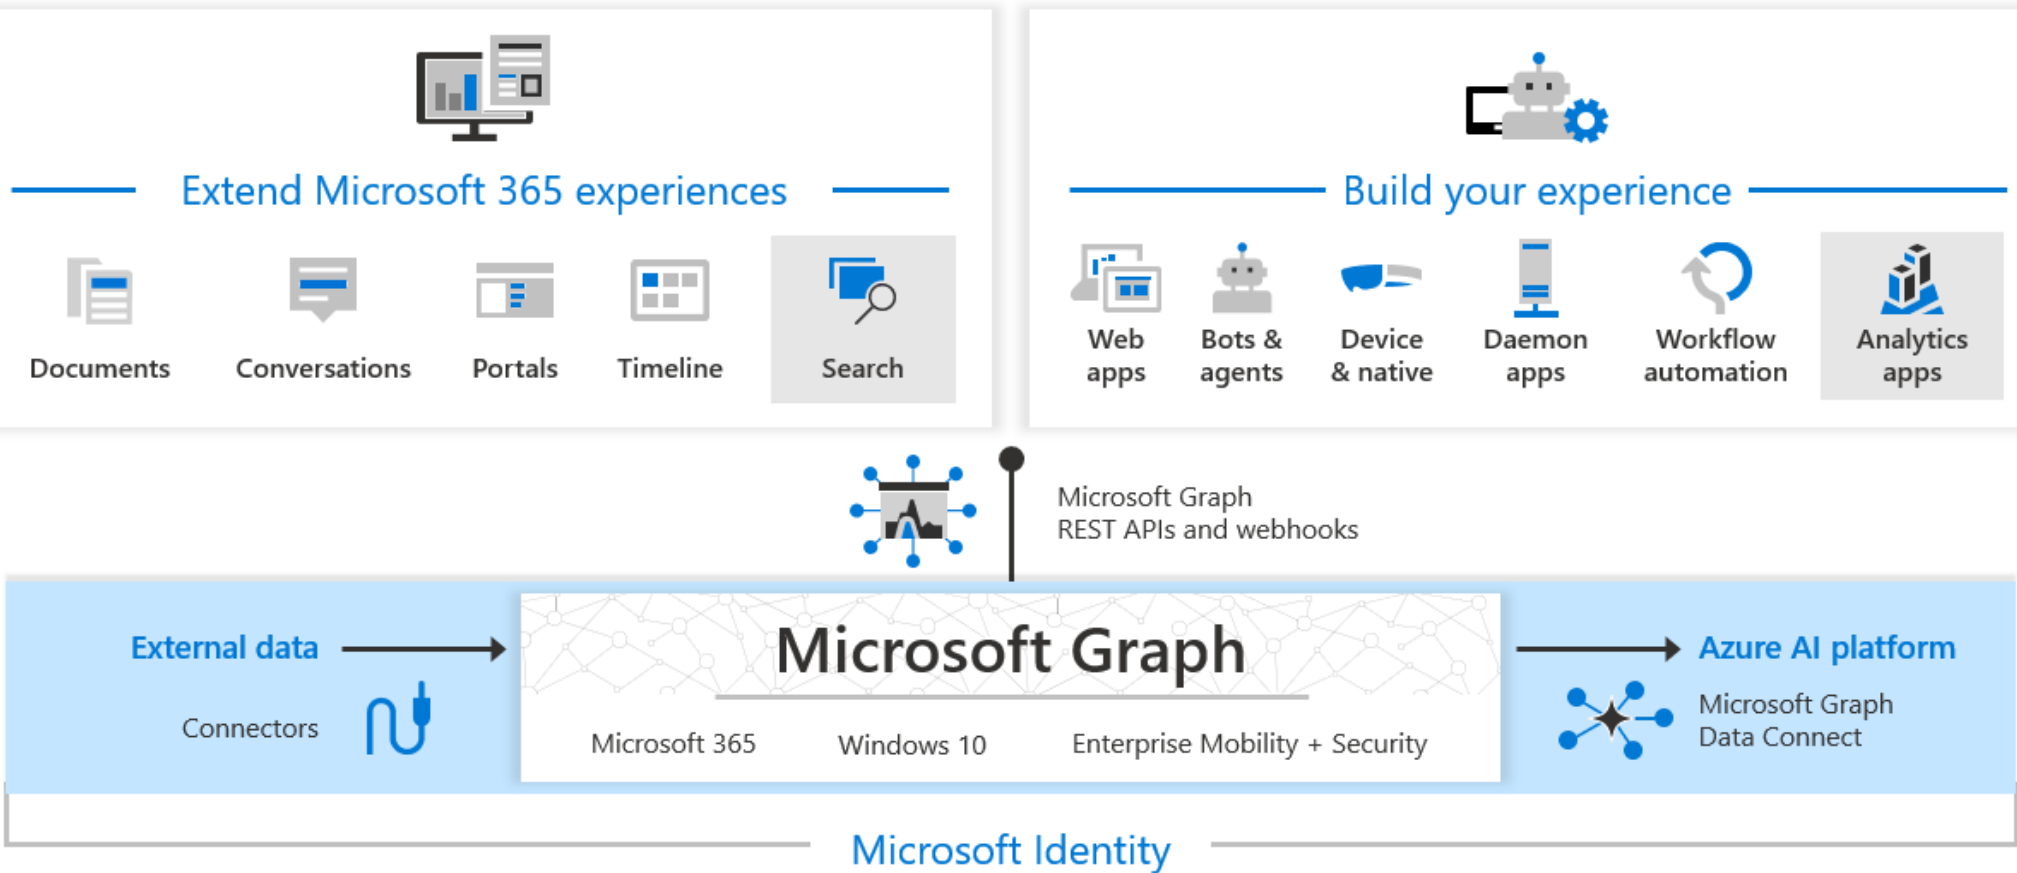 Extend Microsoft 365 experiences
Documents
Conversations
Portals
Timeline
Search
Build your experience
Web
apps
Bots &
agents
Device
& native
Daemon
apps
Workflow
automation
Analytics
apps
Microsoft Graph
REST APIs and webhooks
External data
Connectors
Microsoft Graph
Microsoft 365
Windows 10
Enterprise Mobility + Security
Azure AI platform
Microsoft Graph
Data Connect
Microsoft Identity